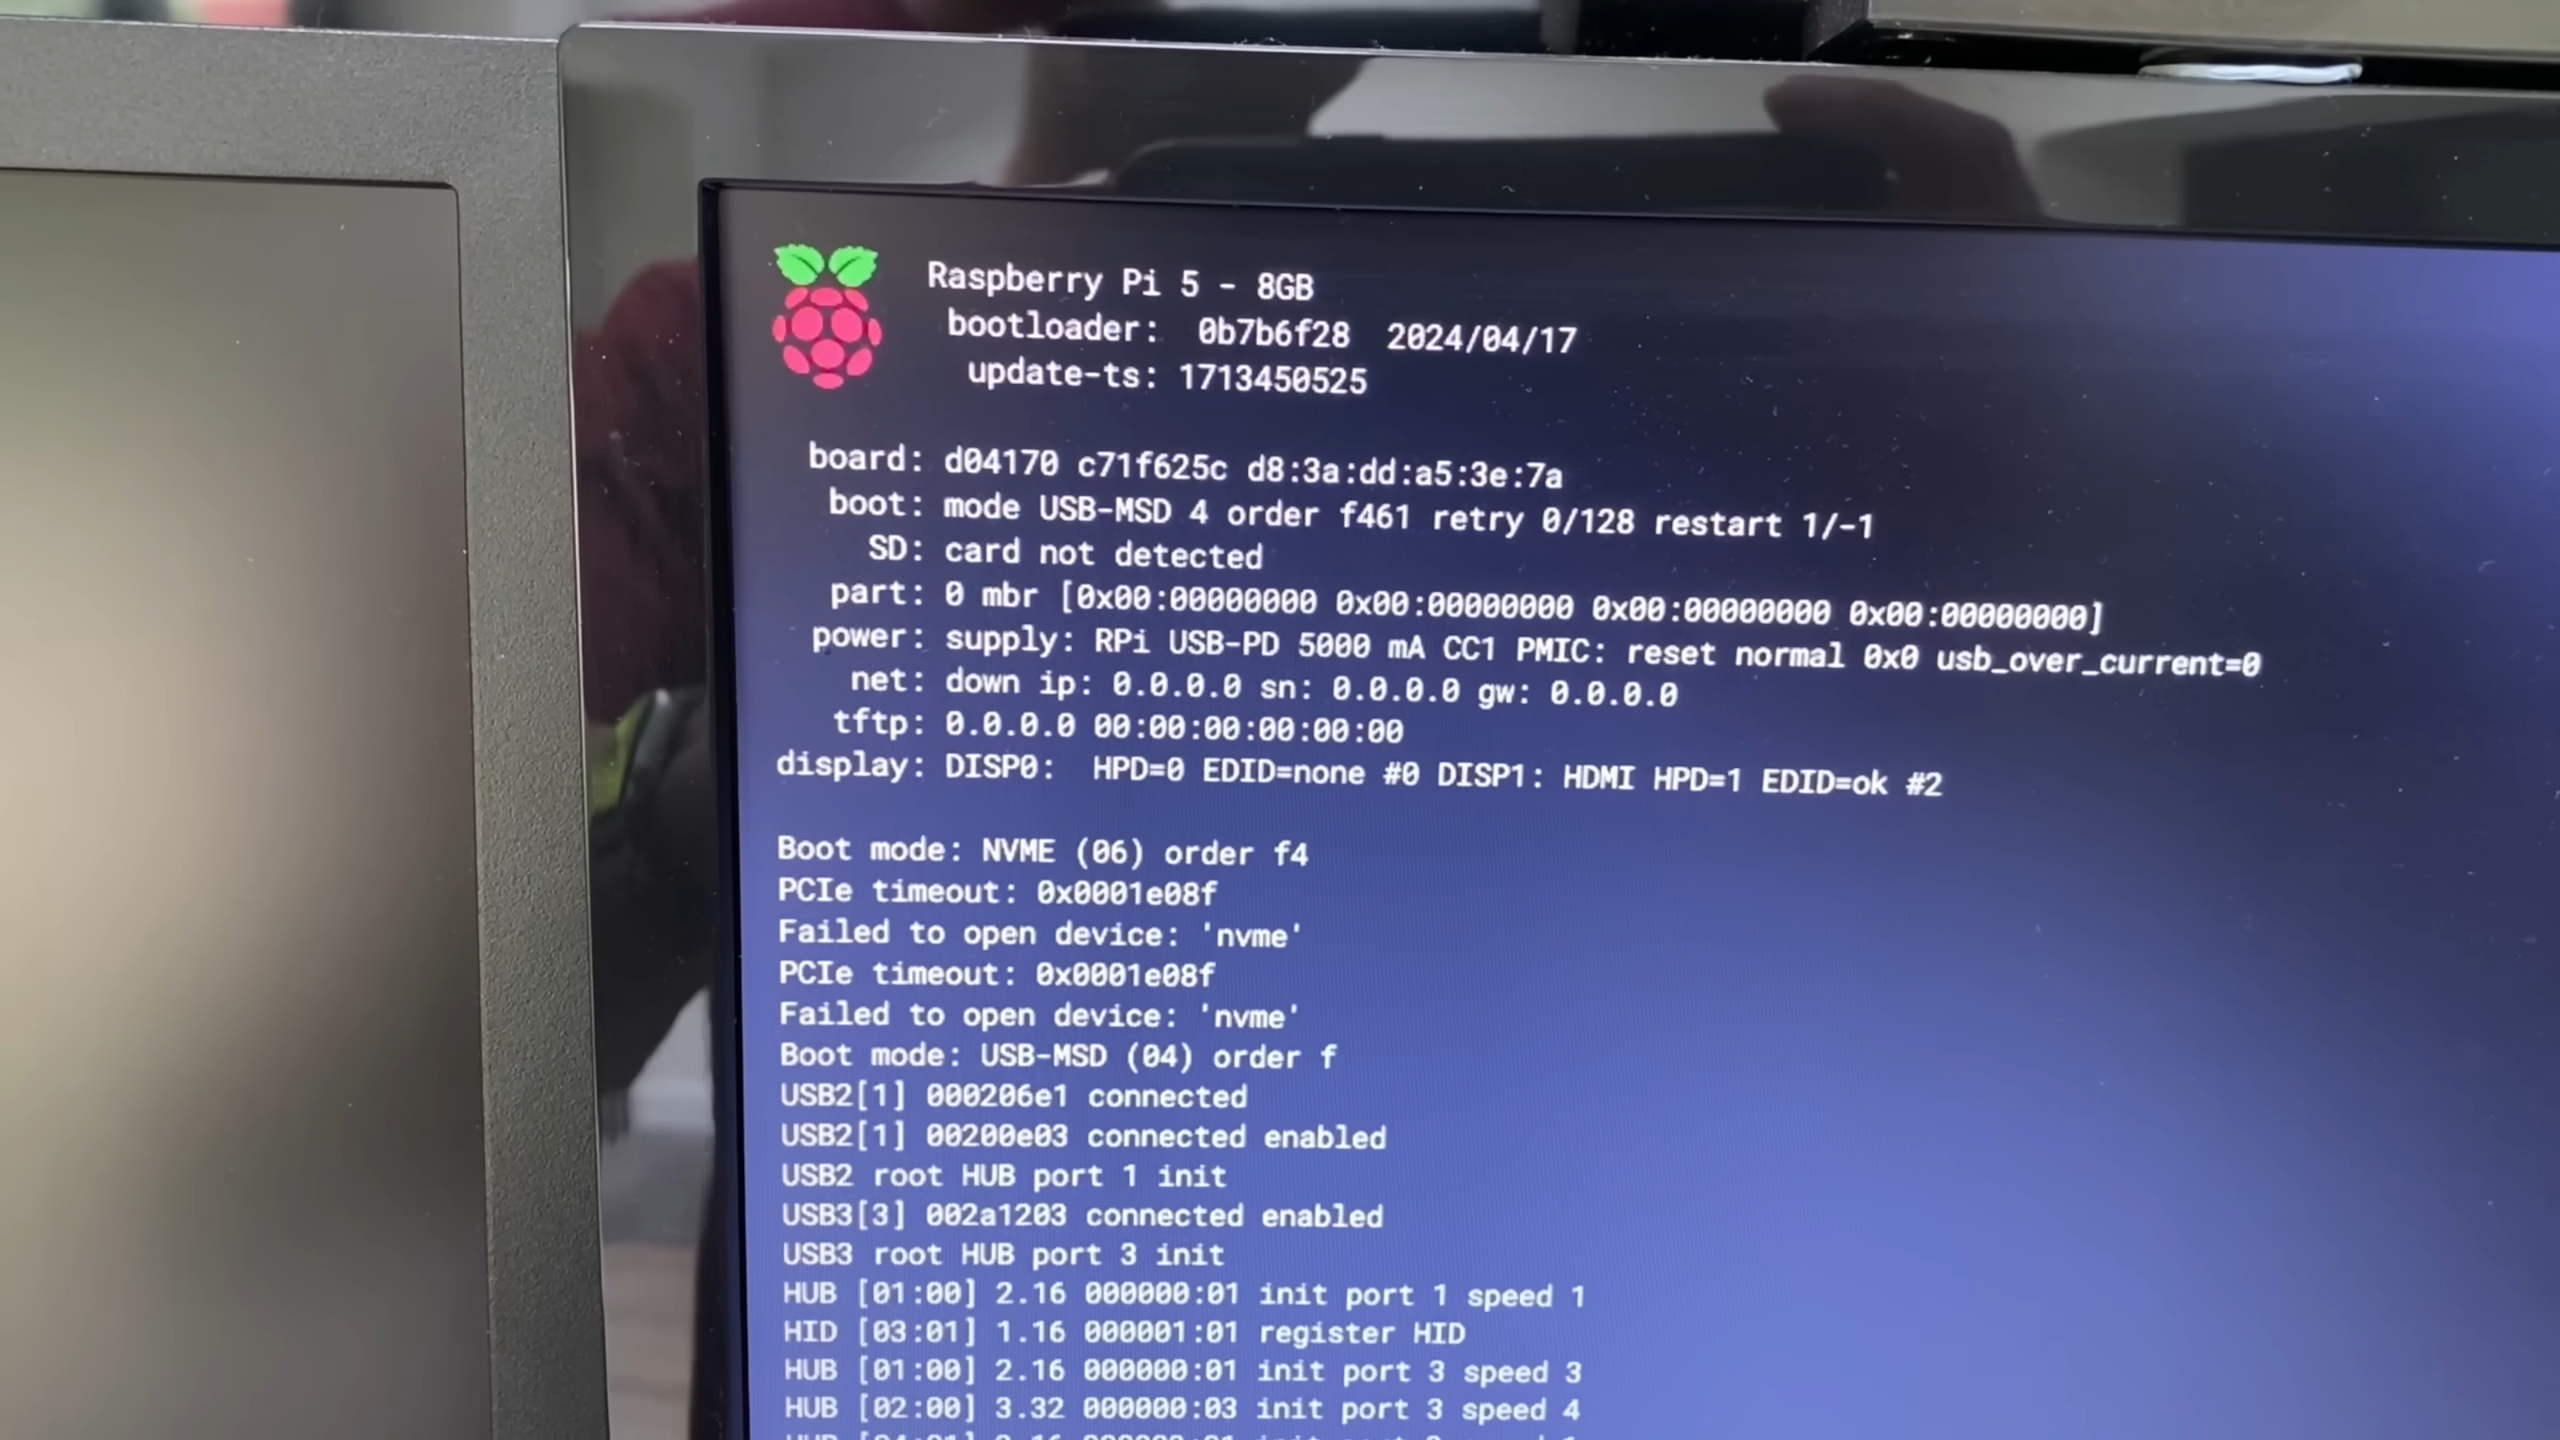 Raspberry Pi 5 - 8GB
bootloader: 0b7b6f28 2024/04/17
update-ts: 1713450525
board: d04170 c71f625c d8:3a:dd:a5:3e:7a
boot: mode USB-MSD 4 order f461 retry 0/128 restart 1/-1
SD: card not detected
part: 0 mbr [0x00:00000000 0x00:00000000 0x00:00000000 0x00:00000000]
power: supply: RPi USB-PD 5000 mA CC1 PMIC: reset normal 0x0 usb_over_current=0
net: down ip: 0.0.0.0 sn: 0.0.0.0 gw: 0.0.0.0
tftp: 0.0.0.0 00:00:00:00:00:00
display: DISP0: HPD=0 EDID=none #0 DISP1: HDMI HPD=1 EDID=ok #2
Boot mode: NVME (06) order f4
PCIe timeout: 0x0001e08f
Failed to open device: 'nvme'
PCIe timeout: 0x0001e08f
Failed to open device: 'nvme'
Boot mode: USB-MSD (04) order f
USB2[1] 000206e1 connected
USB2[1] 00200e03 connected enabled
USB2 root HUB port 1 init
USB3[3] 002a1203 connected enabled
USB3 root HUB port 3 init
HUB [01:00] 2.16 000000:01 init port 1 speed 1
HID [03:01] 1.16 000001:01 register HID
HUB [01:00] 2.16 000000:01 init port 3 speed 3
HUB [02:00] 3.32 000000:03 init port 3 speed 4